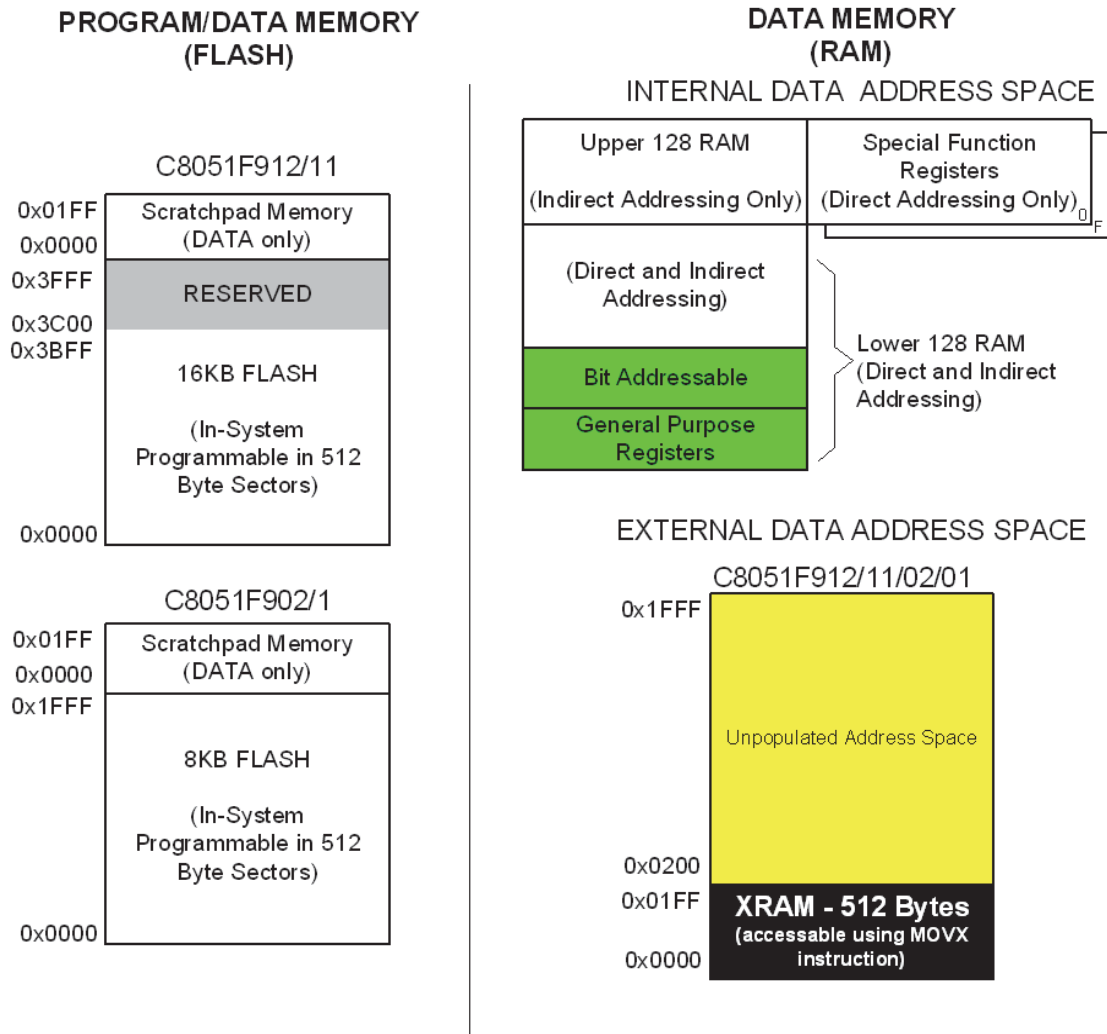 PROGRAM/DATA MEMORY
(FLASH)
C8051F912/11
0x01FF
Scratchpad Memory
(DATA only)
0x0000
0x3FFF
RESERVED
0x3C00
0x3BFF
16KB FLASH
(In-System
Programmable in 512
Byte Sectors)
0x0000
C8051F902/1
0x01FF
Scratchpad Memory
(DATA only)
0x0000
0x1FFF
8KB FLASH
(In-System
Programmable in 512
Byte Sectors)
0x0000
DATA MEMORY
(RAM)
INTERNAL DATA ADDRESS SPACE
Upper 128 RAM
(Indirect Addressing Only)
Special Function
Registers
(Direct Addressing Only)
0
F
(Direct and Indirect
Addressing)
Bit Addressable
General Purpose
Registers
Lower 128 RAM
(Direct and Indirect
Addressing)
EXTERNAL DATA ADDRESS SPACE
C8051F912/11/02/01
0x1FFF
Unpopulated Address Space
0x0200
0x01FF
XRAM - 512 Bytes
(accessable using MOVX
instruction)
0x0000